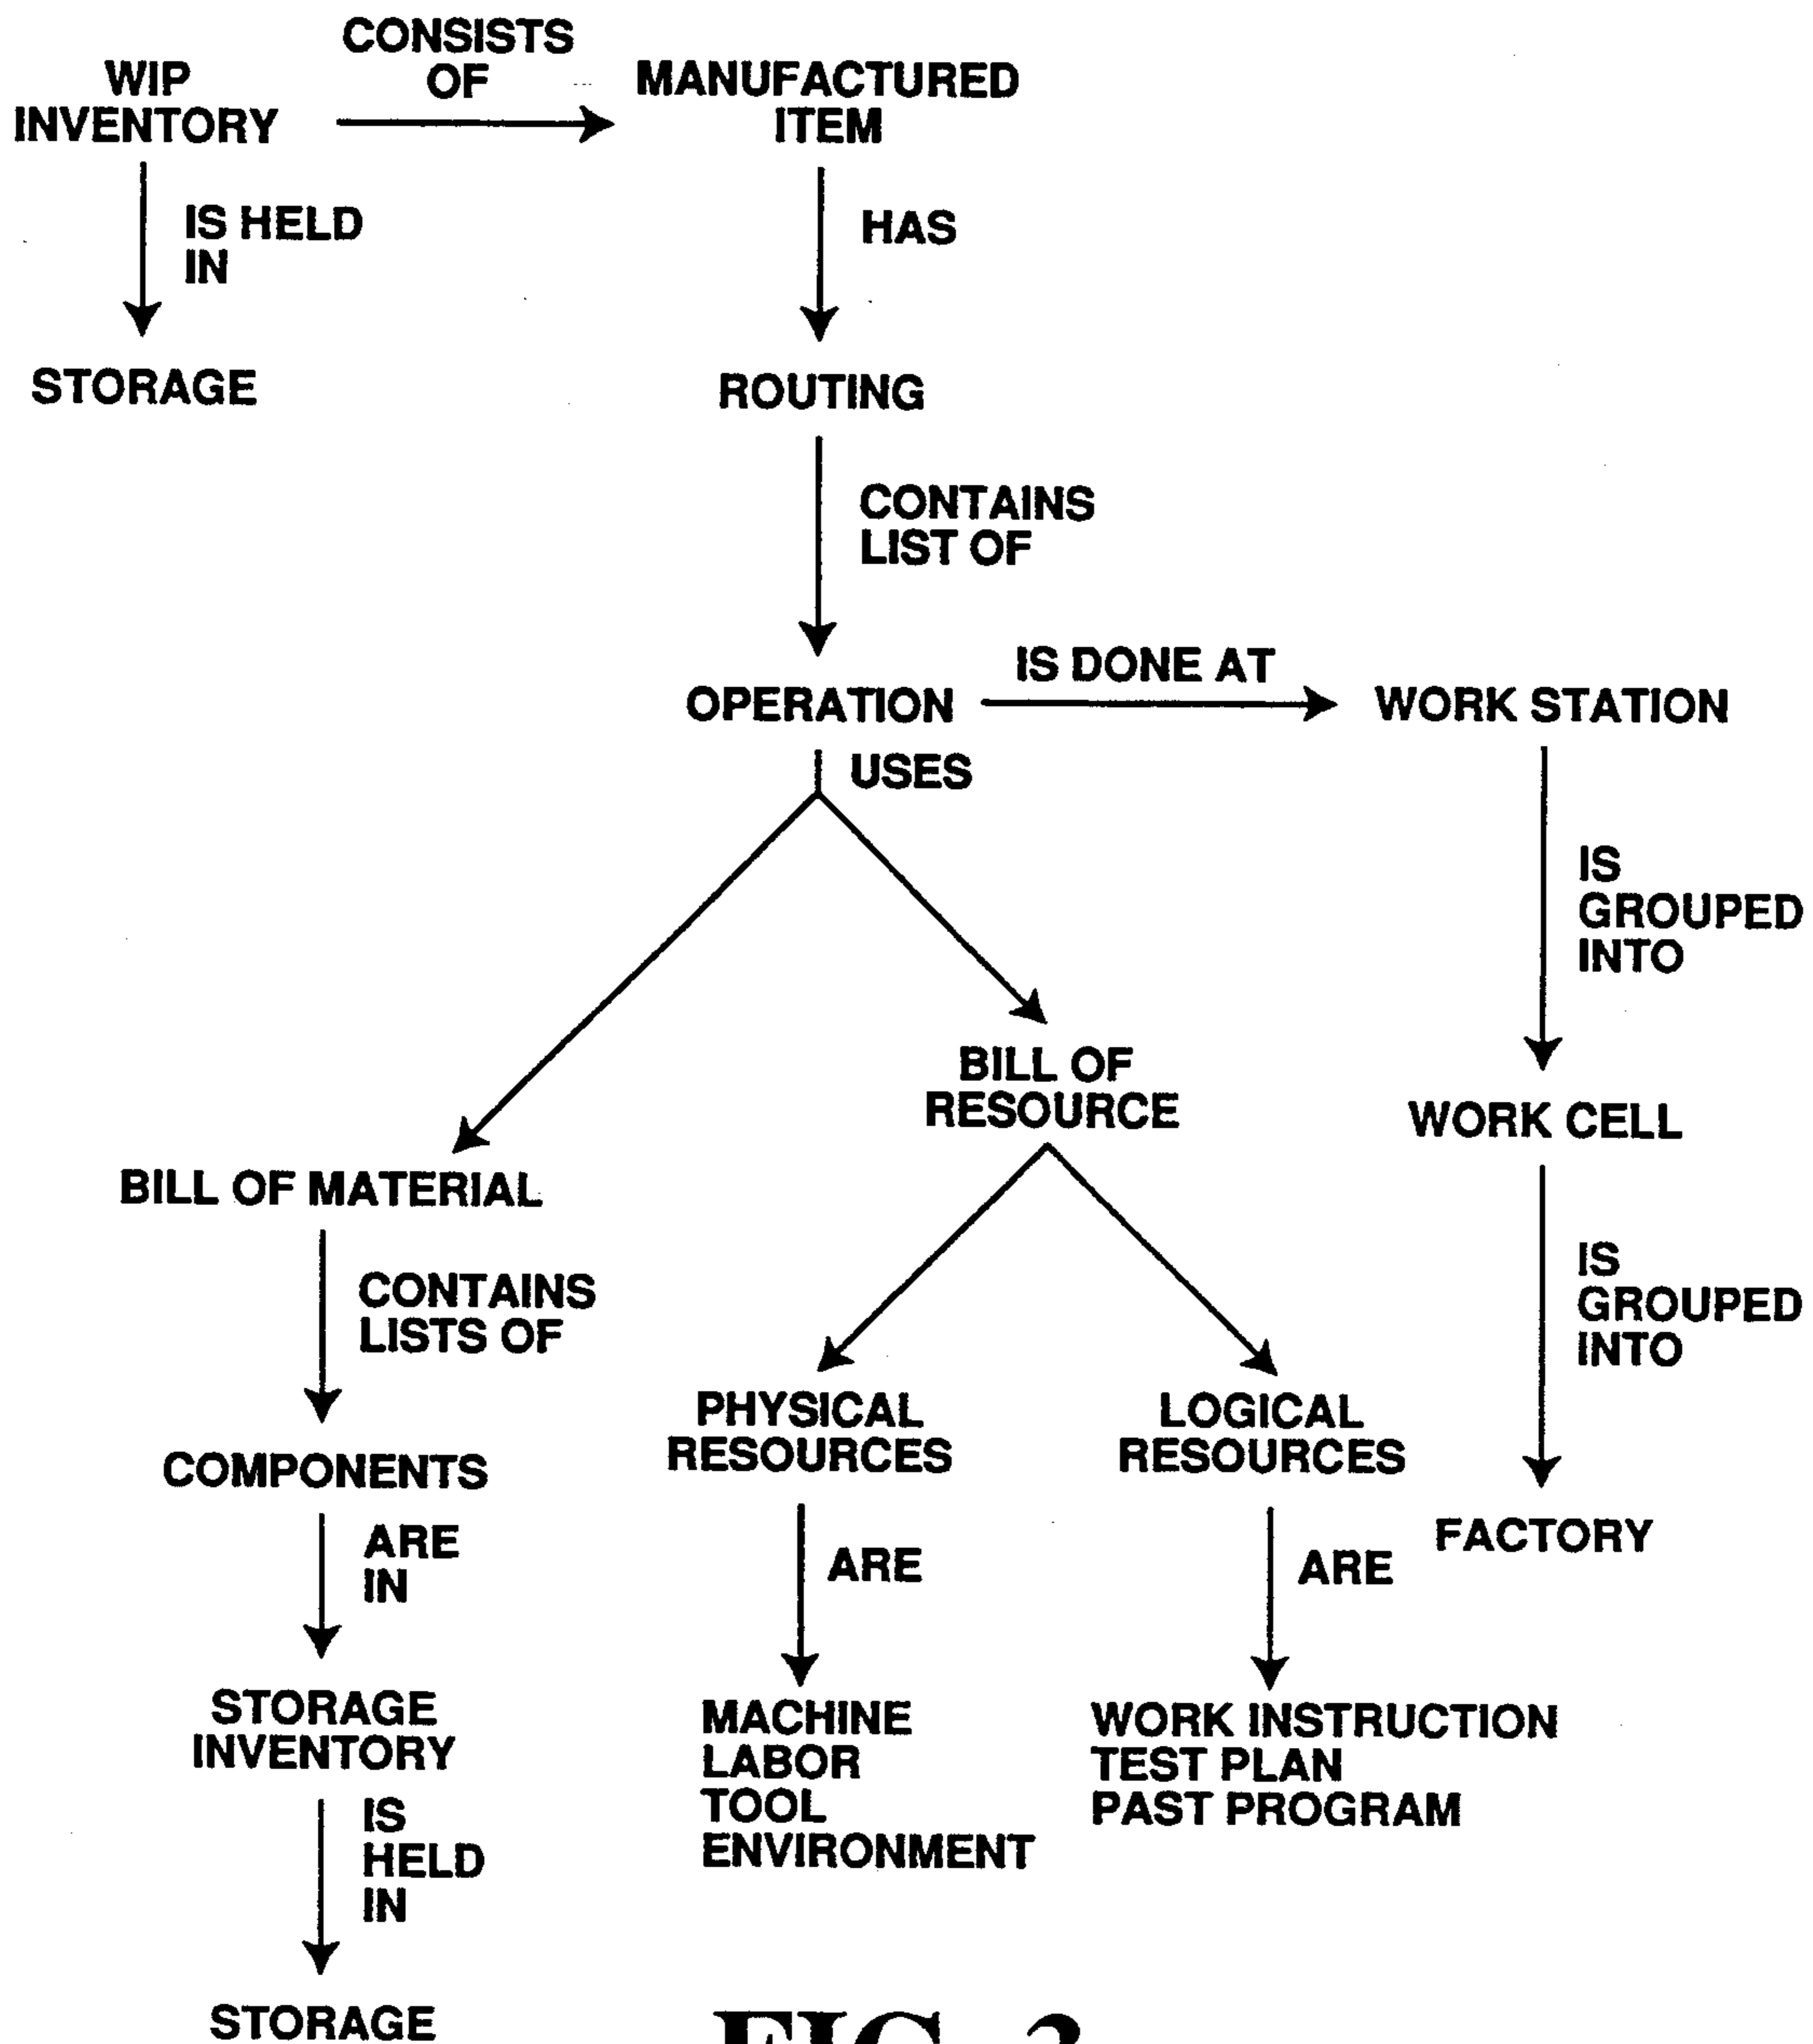 CONSISTS
OF
WIP
INVENTORY
MANUFACTURED
ITEM
IS HELD
IN
HAS
STORAGE
ROUTING
CONTAINS
LIST OF
OPERATION
IS DONE AT
WORK STATION
USES
IS
GROUPED
INTO
BILL OF
RESOURCE
WORK CELL
BILL OF MATERIAL
CONTAINS
LISTS OF
IS
GROUPED
INTO
PHYSICAL
RESOURCES
LOGICAL
RESOURCES
COMPONENTS
FACTORY
ARE
IN
ARE
ARE
STORAGE
INVENTORY
MACHINE
LABOR
TOOL
ENVIRONMENT
WORK INSTRUCTION
TEST PLAN
PAST PROGRAM
IS
HELD
IN
STORAGE
FIG. 3